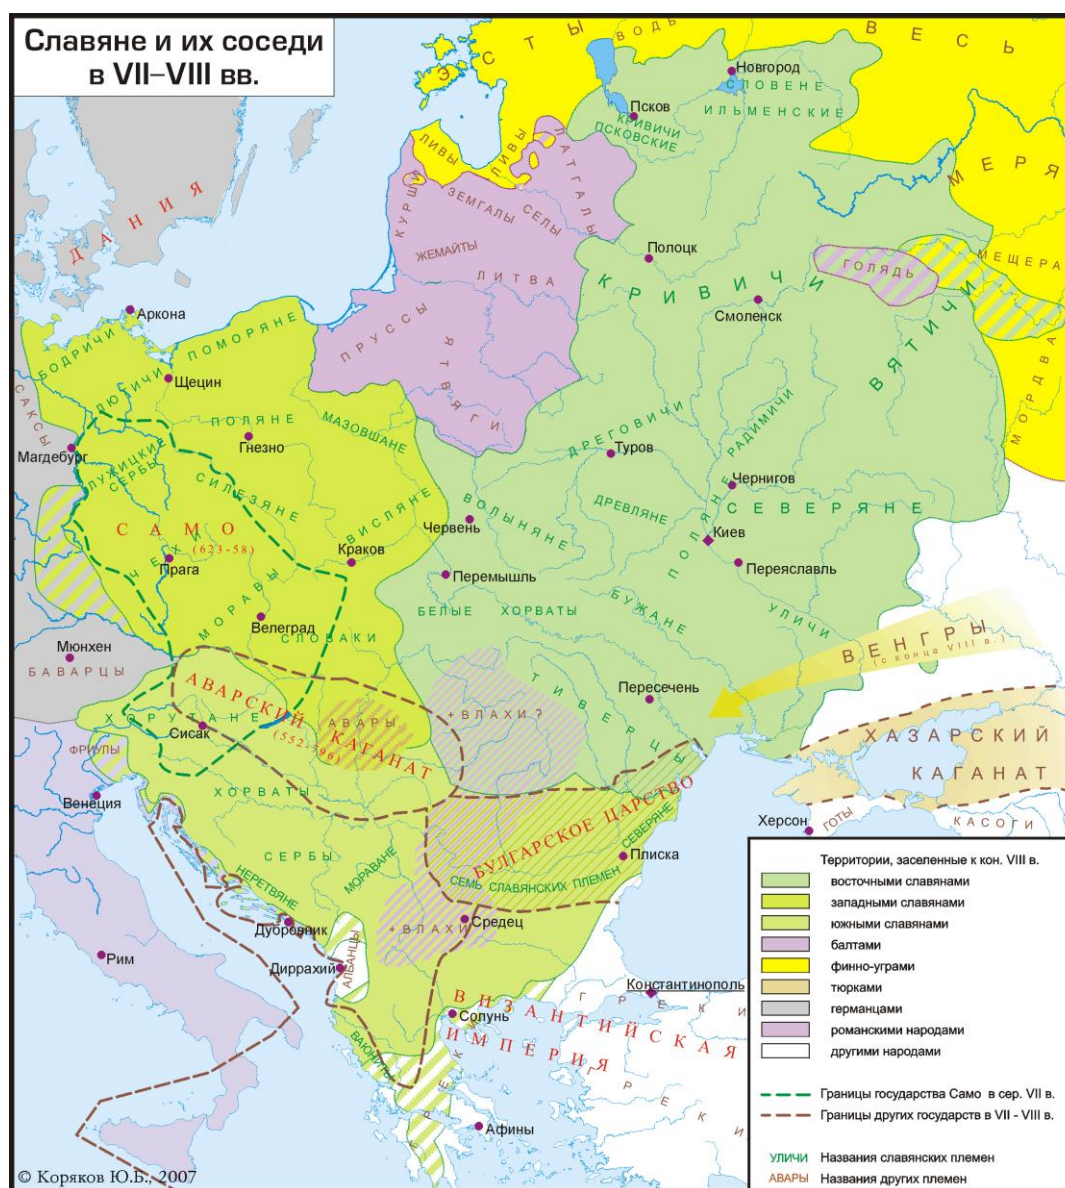 Славяне и их соседи
в VII–VIII вв.
ЭСТЫ
ВОДЬ
ВЕСЬ
Новгород
СЛОВЕНЕ
ИЛЬМЕНСКИЕ
Псков
КРИВИЧИ
ПСКОВСКИЕ
ЛИВЫ
ЛИВЫ
ЛАТГАЛЫ
МЕРЯ
ДАНИЯ
КУРШИ
ЗЕМГАЛЫ
СЕЛЫ
ЖЕМАЙТЫ
ЛИТВА
Полоцк
МЕЩЕРА
ГОЛЯДЬ
КРИВИЧИ
Смоленск
ВЯТИЧИ
Аркона
БОДРИЧИ
ПОМОРЯНЕ
ПРУССЫ
ЯТВЯГИ
МОРДВА
ЛЮТИЧИ
Щецин
САКСЫ
ПОЛЯНЕ
МАЗОВШАНЕ
ДРЕГОВИЧИ
РАДИМИЧИ
Гнезно
Туров
Магдебург
ЛУЖИЦКИЕ
СЕРБЫ
СИЛЕЗЯНЕ
Чернигов
ВИСЛЯНЕ
ВОЛЫНЯНЕ
ДРЕВЛЯНЕ
ПОЛЯНЕ
СЕВЕРЯНЕ
САМО
(623-58)
Червень
Киев
ЧЕХИ
Прага
Краков
Перемышль
Переяславль
МОРАВЫ
Велеград
БЕЛЫЕ ХОРВАТЫ
БУЖАНЕ
УЛИЧИ
СЛОВАКИ
ВЕНГРЫ
(с конца VIII в.)
Мюнхен
БАВАРЦЫ
АВАРСКИЙ
КАГАНАТ
(552-796)
АВАРЫ
ТИВЕРЦЫ
Пересечень
ХОРУТАНЕ
Сисак
+ ВЛАХИ ?
ХАЗАРСКИЙ
КАГАНАТ
ФРИУЛЫ
Венеция
ХОРВАТЫ
БУЛГАРСКОЕ ЦАРСТВО
СЕВЕРЯНЕ
Херсон
ГОТЫ
КАСОГИ
СЕРБЫ
МОРАВАНЕ
Плиска
НЕРЕТВЯНЕ
СЕМЬ СЛАВЯНСКИХ ПЛЕМЕН
Дубровник
+ ВЛАХИ
Средец
Рим
Диррахий
АЛБАНЦЫ
Константинополь
ВИЗАНТИЙСКАЯ
ИМПЕРИЯ
ГРЕКИ
Солунь
ВАЮНИТЫ
ГРЕКИ
ГРЕКИ
Афины
Территории, заселенные к кон. VIII в.
восточными славянами
западными славянами
южными славянами
балтами
финно-уграми
тюрками
германцами
романскими народами
другими народами
Границы государства Само в сер. VII в.
Границы других государств в VII - VIII в.
УЛИЧИ Названия славянских племен
АВАРЫ Названия других племен
© Коряков Ю.Б., 2007